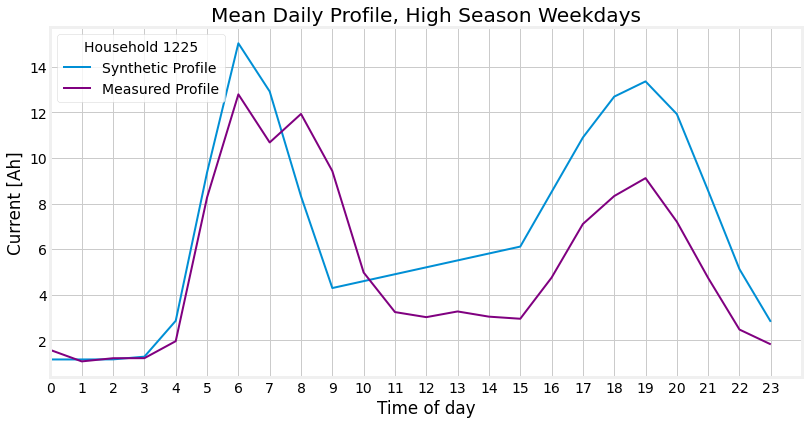 Mean Daily Profile, High Season Weekdays
Household 1225
Synthetic Profile
Measured Profile
Current [Ah]
14
12
10
8
6
4
2
0 1 2 3 4 5 6 7 8 9 10 11 12 13 14 15 16 17 18 19 20 21 22 23
Time of day